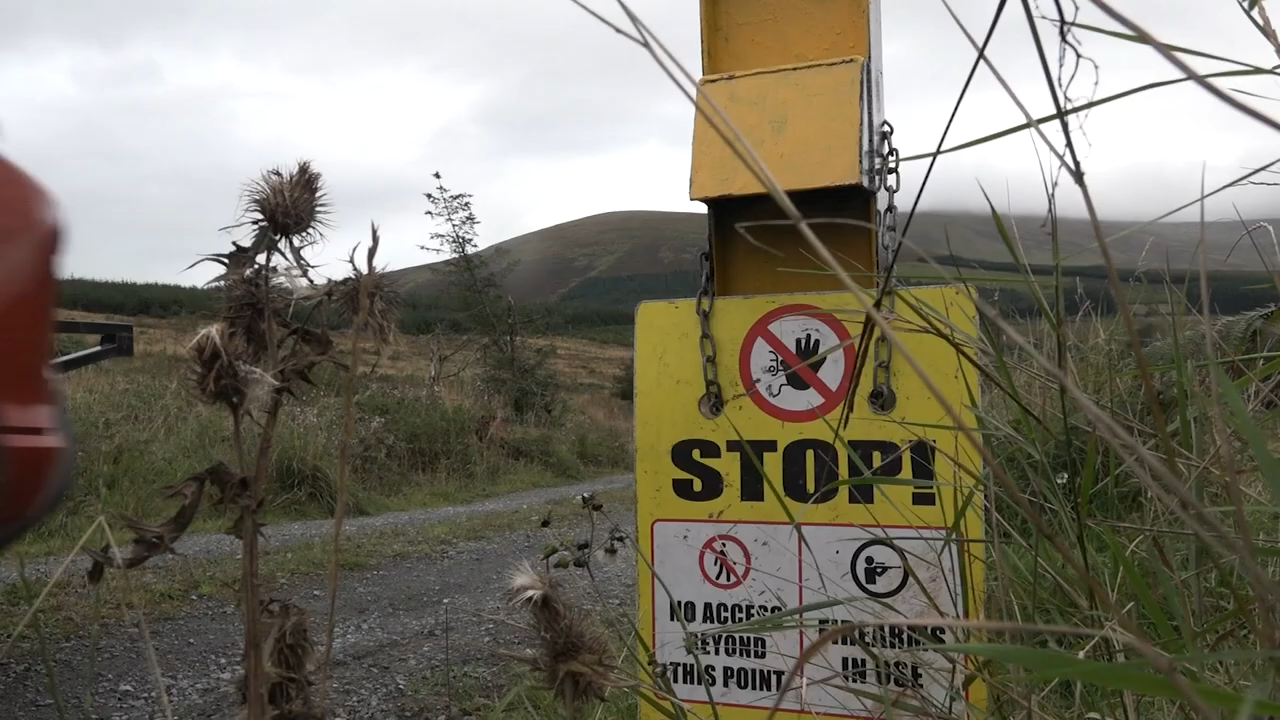 STOP!
NO ACCESS
BEYOND
THIS POINT
FIREARMS
IN USE